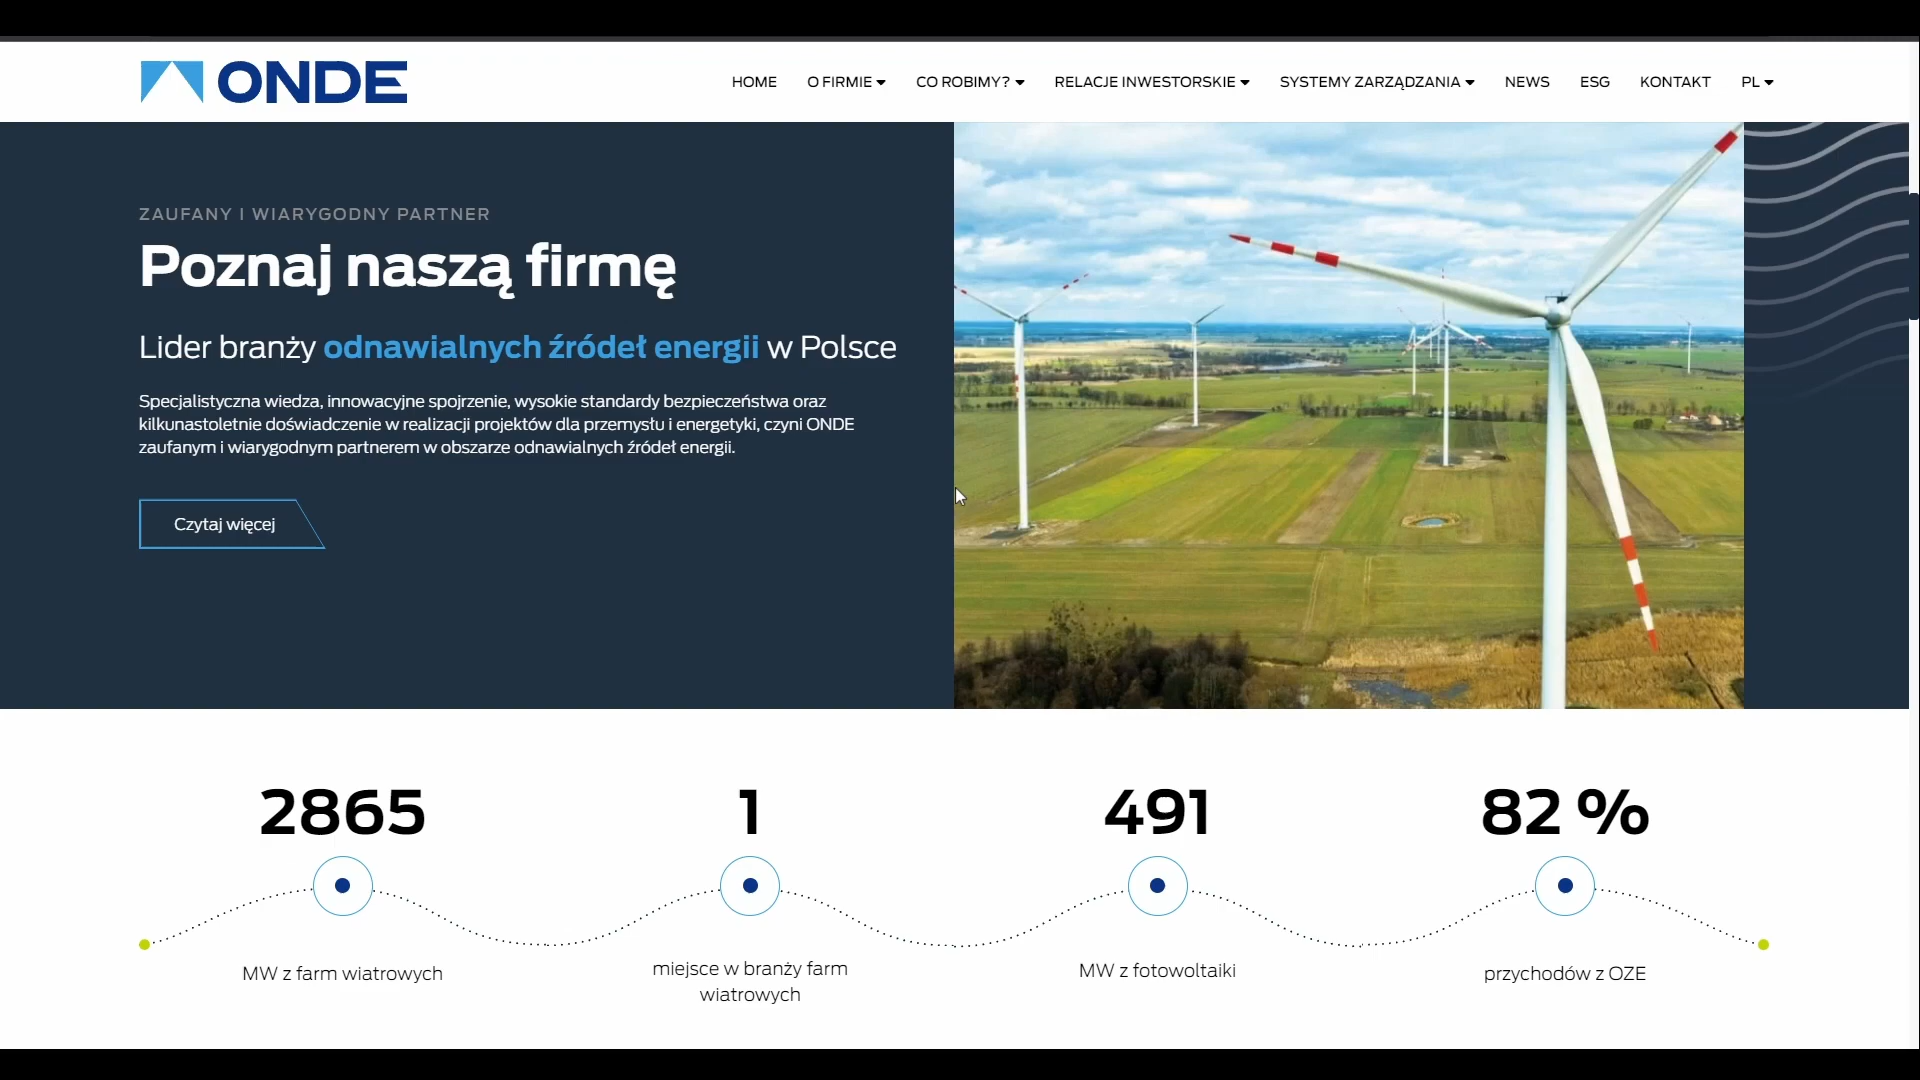 ONDE
HOME O FIRMIE CO ROBIMY? RELACJE INWESTORSKIE SYSTEMY ZARZĄDZANIA NEWS ESG KONTAKT PL
ZAUFANY I WIARYGODNY PARTNER
Poznaj naszą firmę
Lider branży odnawialnych źródeł energii w Polsce
Specjalistyczna wiedza, innowacyjne spojrzenie, wysokie standardy bezpieczeństwa oraz
kilkunastoletnie doświadczenie w realizacji projektów dla przemysłu i energetyki, czyni ONDE
zaufanym i wiarygodnym partnerem w obszarze odnawialnych źródeł energii.
Czytaj więcej
2865
MW z farm wiatrowych
1
miejsce w branży farm
wiatrowych
491
MW z fotowoltaiki
82 %
przychodów z OZE